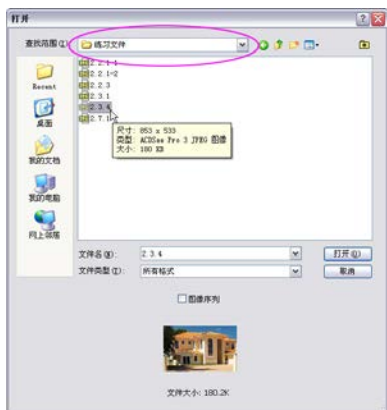 打开
查找范围(I): 练习文件
Recent
桌面
我的文档
我的电脑
网上邻居
2.2.1-1
2.2.1-2
2.2.3
2.3.1
2.3.4
2.7.1
尺寸: 853 x 533
类型: ACDSee Pro 3 JPEG 图像
大小: 180 KB
文件名(N): 2.3.4 打开(O)
文件类型(T): 所有格式 取消
图像序列
文件大小: 180.2K